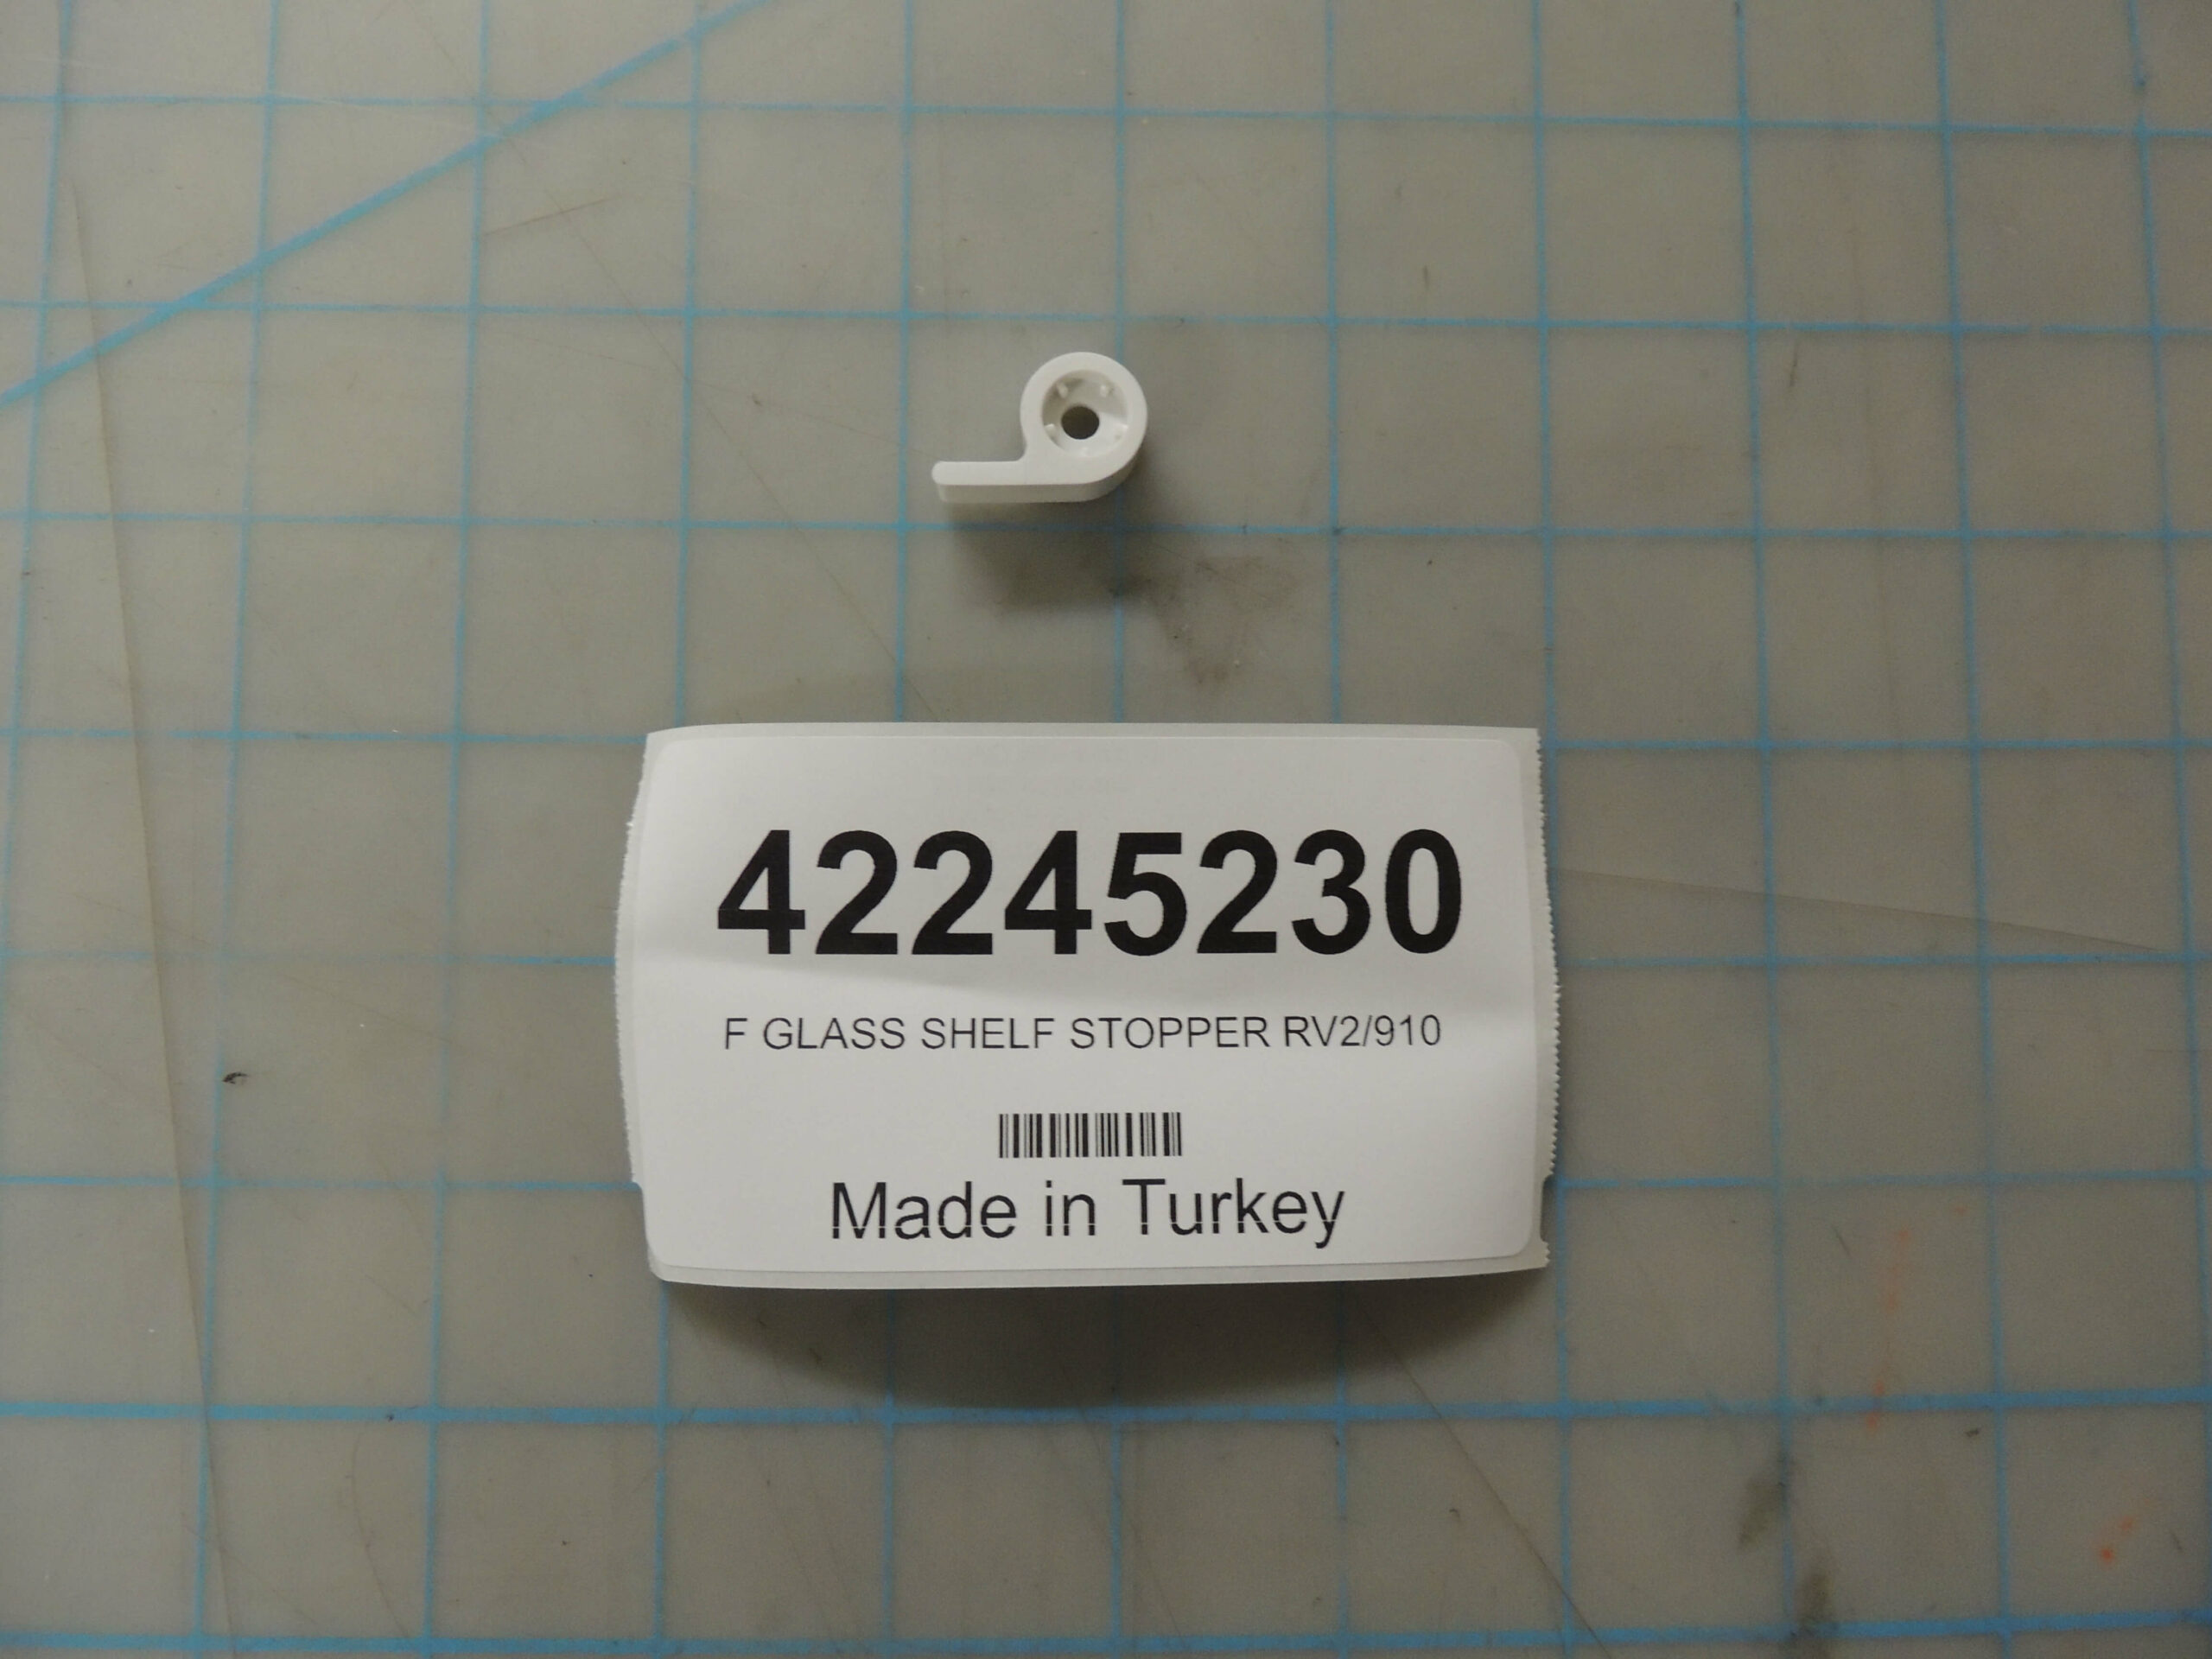 42245230
F GLASS SHELF STOPPER RV2/910
Made in Turkey